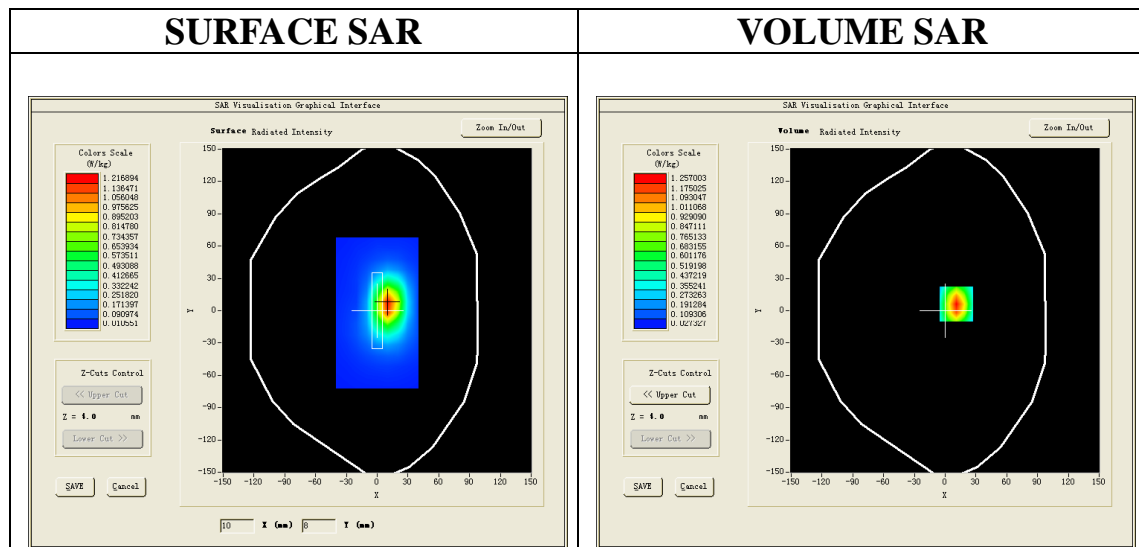 SURFACE SAR
VOLUME SAR
SAR Visualisation Graphical Interface
Surface Radiated Intensity
Zoom In/Out
Colors Scale
(W/kg)
1.216894
1.136471
1.056048
0.975625
0.895203
0.814780
0.734357
0.653934
0.573511
0.493088
0.412665
0.332242
0.251820
0.171397
0.090974
0.010551
150
120
90
60
30
0
-30
-60
-90
-120
-150
Y
-150 -120 -90 -60 -30 0 30 60 90 120 150
X
Z-Cuts Control
<< Upper Cut
Z = 4.0 mm
Lower Cut >>
SAVE Cancel
10 X (mm) 8 Y (mm)
SAR Visualisation Graphical Interface
Volume Radiated Intensity
Zoom In/Out
Colors Scale
(W/kg)
1.257003
1.175025
1.093047
1.011068
0.929090
0.847111
0.765133
0.683155
0.601176
0.519198
0.437219
0.355241
0.273263
0.191284
0.109306
0.027327
150
120
90
60
30
0
-30
-60
-90
-120
-150
Y
-150 -120 -90 -60 -30 0 30 60 90 120 150
X
Z-Cuts Control
<< Upper Cut
Z = 4.0 mm
Lower Cut >>
SAVE Cancel